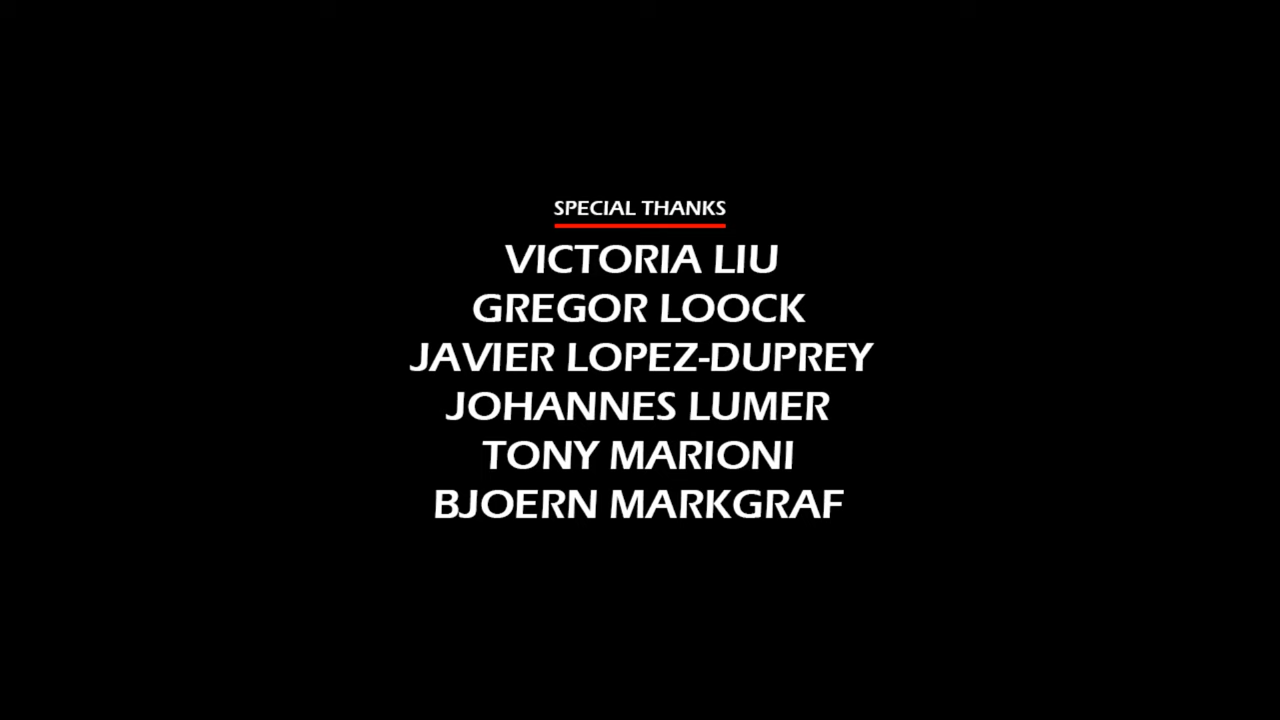 SPECIAL THANKS
VICTORIA LIU
GREGOR LOOCK
JAVIER LOPEZ-DUPREY
JOHANNES LUMER
TONY MARIONI
BJOERN MARKGRAF